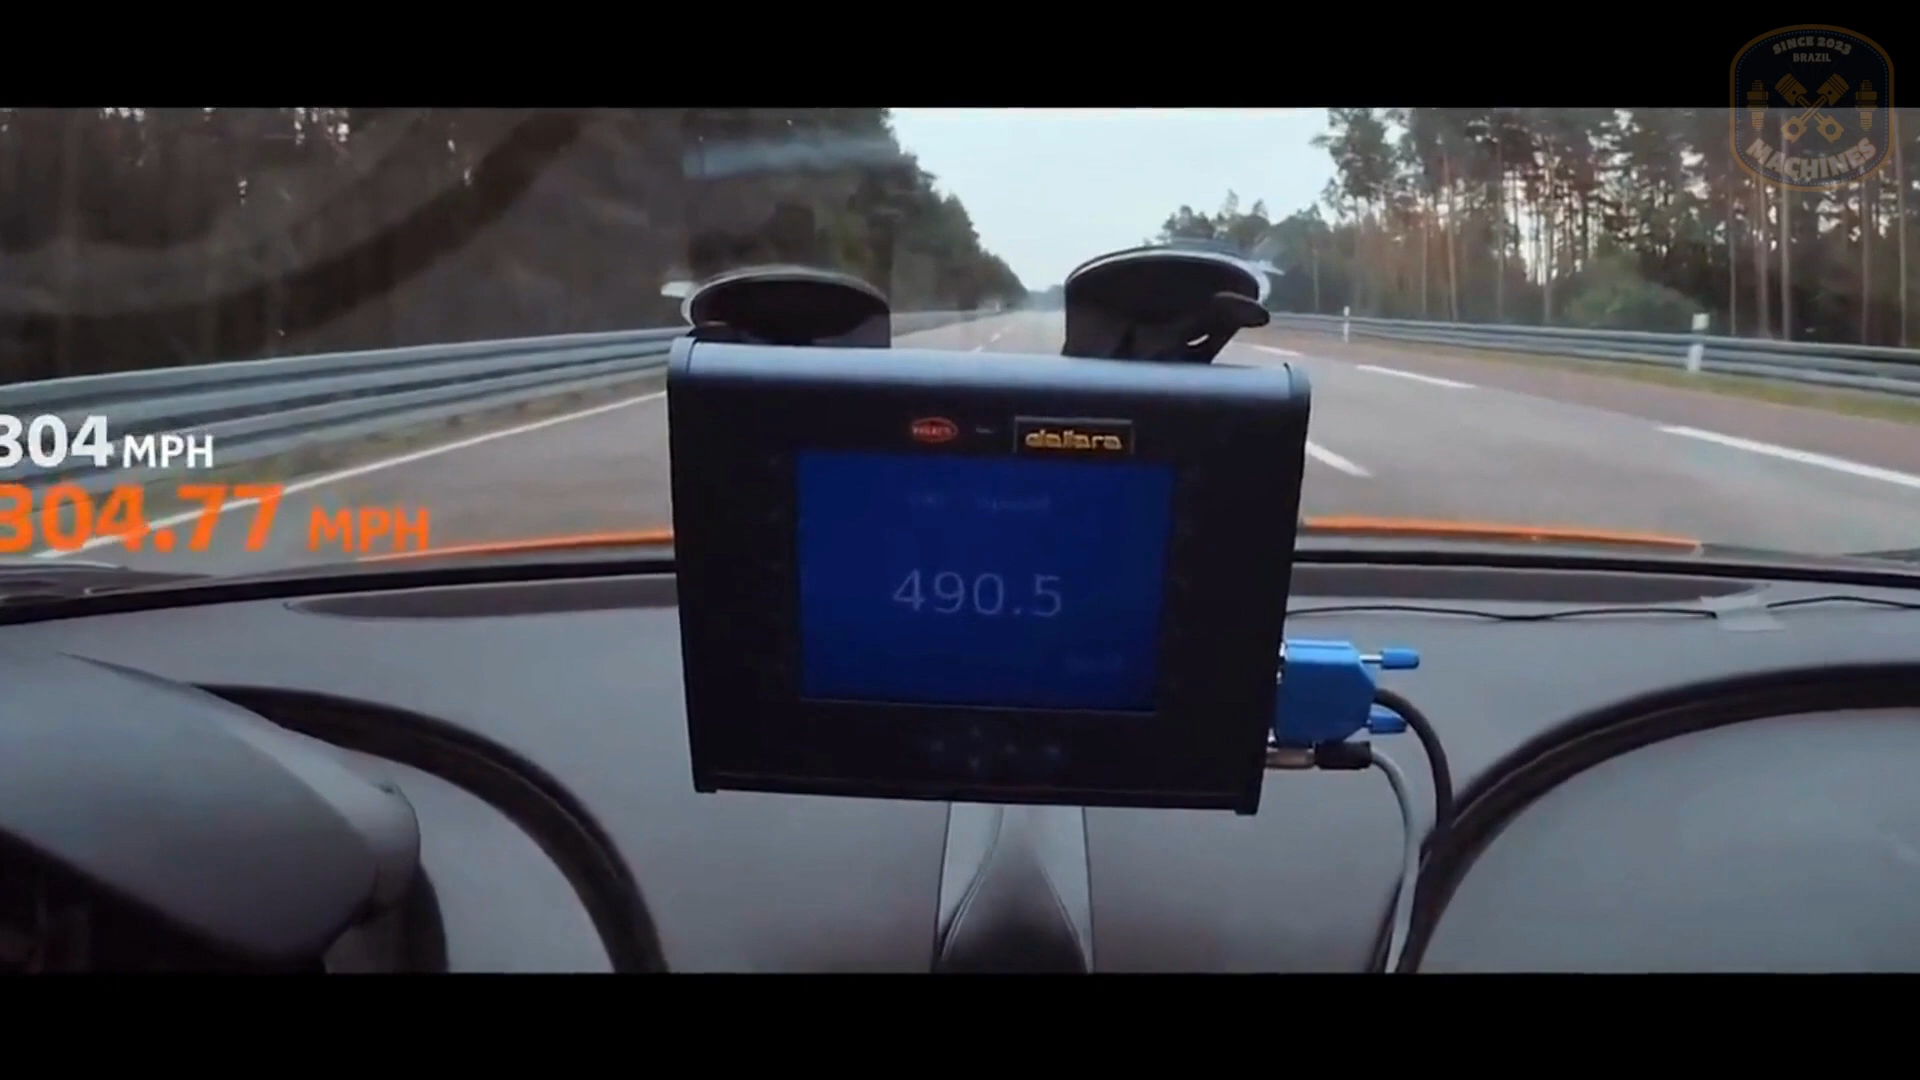 SINCE 2023
BRAZIL
MACHINES
304 MPH
304.77 MPH
dallara
490.5